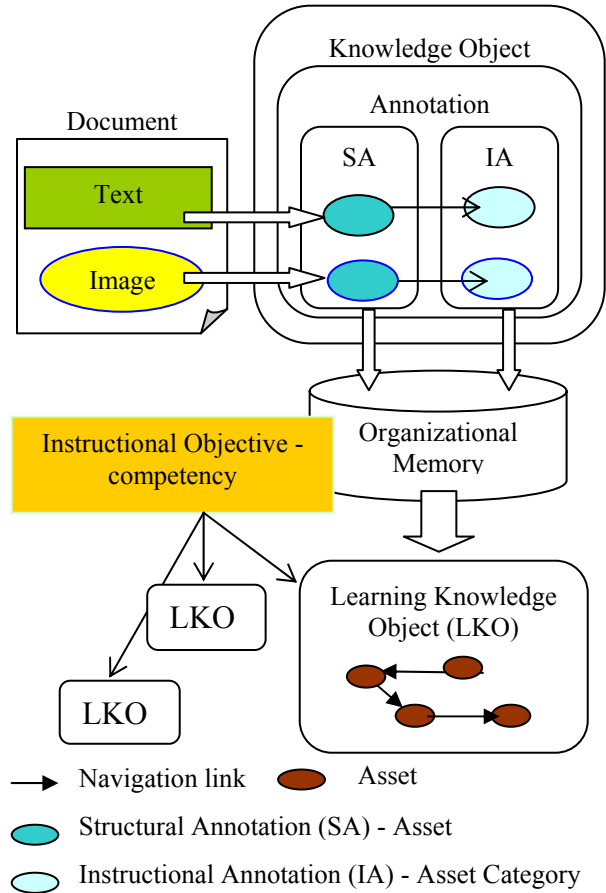 Knowledge Object
Annotation
Document
SA
IA
Text
Image
Organizational
Memory
Instructional Objective -
competency
Learning Knowledge
Object (LKO)
LKO
LKO
Navigation link
Asset
Structural Annotation (SA) - Asset
Instructional Annotation (IA) - Asset Category